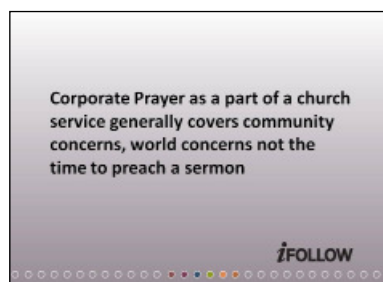 Corporate Prayer as a part of a church
service generally covers community
concerns, world concerns not the
time to preach a sermon
iFOLLOW